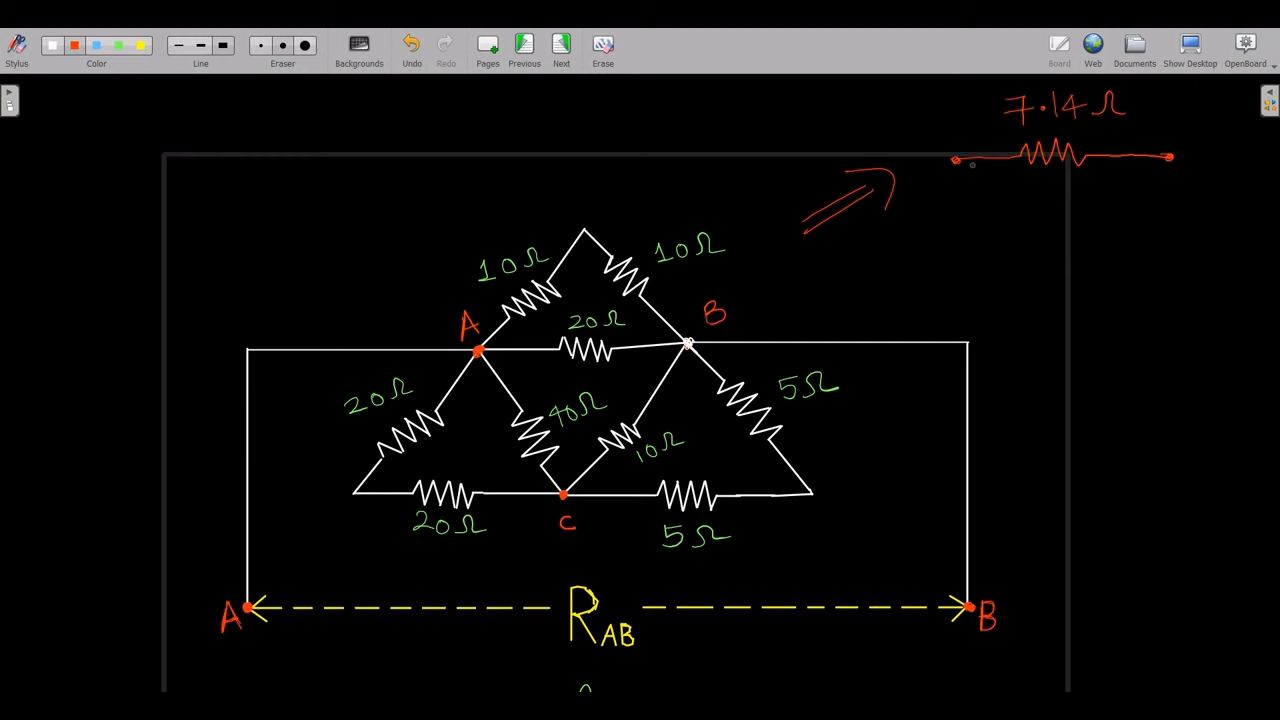 Stylus
Color
Line
Eraser
Backgrounds
Undo
Redo
Pages
Previous
Next
Erase
Board
Web
Documents
Show Desktop
OpenBoard
7.14Ω
10Ω
10Ω
A
20Ω
B
20Ω
40Ω
10Ω
5Ω
20Ω
C
5Ω
A
R_AB
B